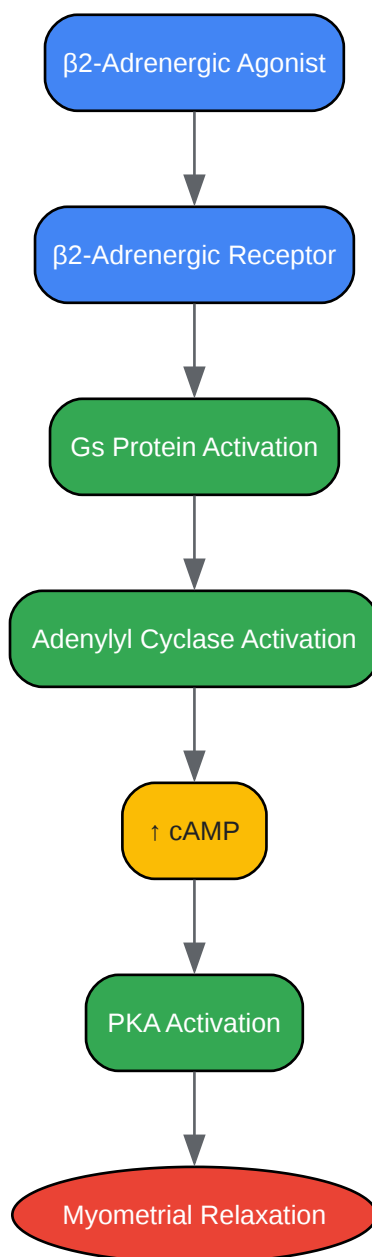 β2-Adrenergic Agonist
β2-Adrenergic Receptor
Gs Protein Activation
Adenylyl Cyclase Activation
↑ cAMP
PKA Activation
Myometrial Relaxation